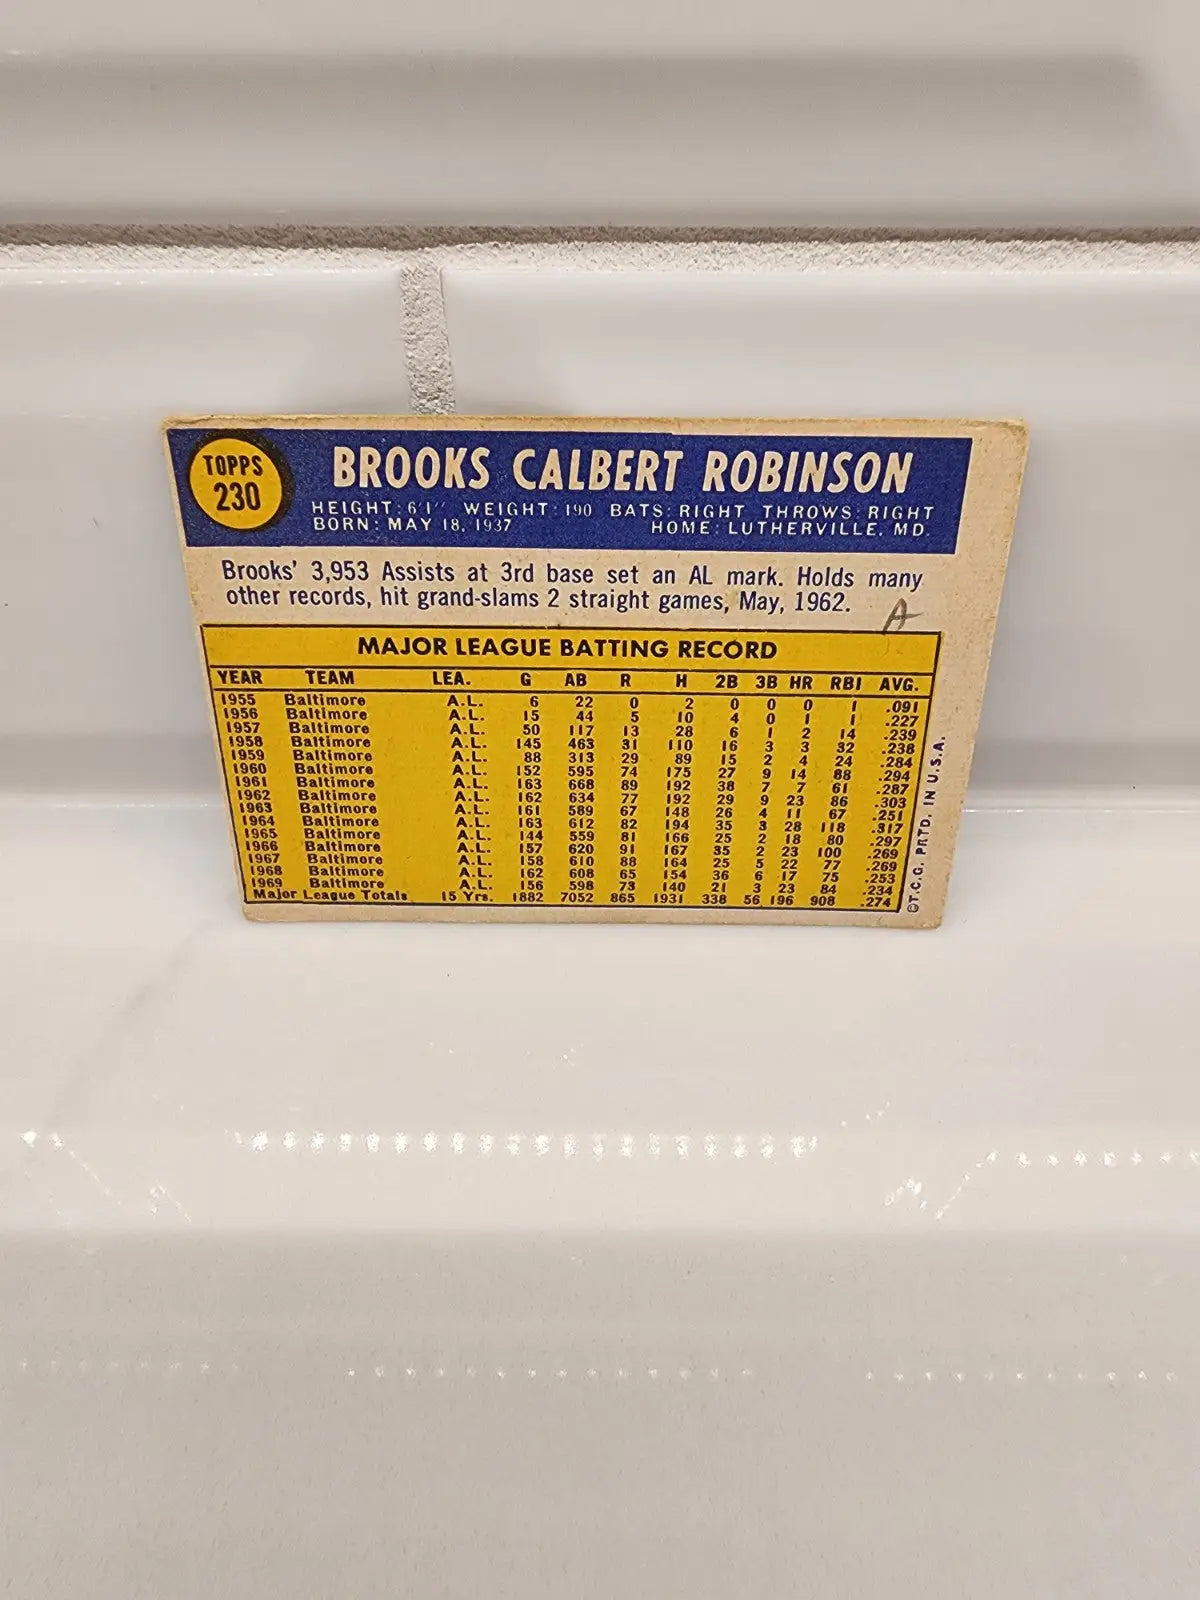 TOPPS
230
BROOKS CALBERT ROBINSON
HEIGHT: 6'1" WEIGHT: 190 BATS: RIGHT THROWS: RIGHT
BORN: MAY 18, 1937 HOME: LUTHERVILLE, MD.
Brooks' 3,953 Assists at 3rd base set an AL mark. Holds many
other records, hit grand-slams 2 straight games, May, 1962.
A
MAJOR LEAGUE BATTING RECORD
YEAR TEAM LEA. G AB R H 2B 3B HR RBI AVG.
1955 Baltimore A.L. 6 22 0 2 0 0 0 1 .091
1956 Baltimore A.L. 15 44 5 10 4 0 1 1 .227
1957 Baltimore A.L. 50 117 13 28 6 1 2 14 .239
1958 Baltimore A.L. 145 463 31 110 16 3 3 32 .238
1959 Baltimore A.L. 88 313 29 89 15 2 4 24 .284
1960 Baltimore A.L. 152 595 74 175 27 9 14 88 .294
1961 Baltimore A.L. 163 668 89 192 38 7 7 61 .287
1962 Baltimore A.L. 162 634 77 192 29 9 23 86 .303
1963 Baltimore A.L. 161 589 67 148 26 4 11 67 .251
1964 Baltimore A.L. 163 612 82 194 35 3 28 118 .317
1965 Baltimore A.L. 144 559 81 166 25 2 18 80 .297
1966 Baltimore A.L. 157 620 91 167 35 2 23 100 .269
1967 Baltimore A.L. 158 610 88 164 25 5 22 77 .269
1968 Baltimore A.L. 162 608 65 154 36 6 17 75 .253
1969 Baltimore A.L. 156 598 73 140 21 3 23 84 .234
Major League Totals 15 Yrs. 1882 7052 865 1931 338 56 196 908 .274
©T.C.G. PRTD. IN U.S.A.